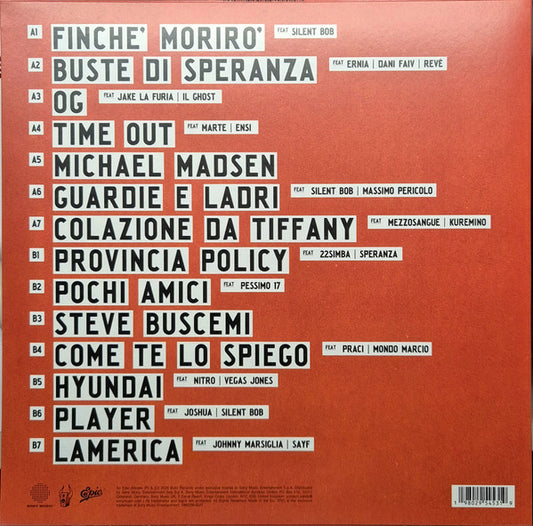 A1 FINCHE' MORIRO' FEAT SILENT BOB
A2 BUSTE DI SPERANZA FEAT ERNIA | DANI FAIV | REVÈ
A3 OG FEAT JAKE LA FURIA | IL GHOST
A4 TIME OUT FEAT MARTE | ENSI
A5 MICHAEL MADSEN
A6 GUARDIE E LADRI FEAT SILENT BOB | MASSIMO PERICOLO
A7 COLAZIONE DA TIFFANY FEAT MEZZOSANGUE | KUREMINO
B1 PROVINCIA POLICY FEAT 22SIMBA | SPERANZA
B2 POCHI AMICI FEAT PESSIMO 17
B3 STEVE BUSCEMI
B4 COME TE LO SPIEGO FEAT PRACI | MONDO MARCIO
B5 HYUNDAI FEAT NITRO | VEGAS JONES
B6 PLAYER FEAT JOSHUA | SILENT BOB
B7 LAMERICA FEAT JOHNNY MARSIGLIA | SAYF
SONY MUSIC
Epic